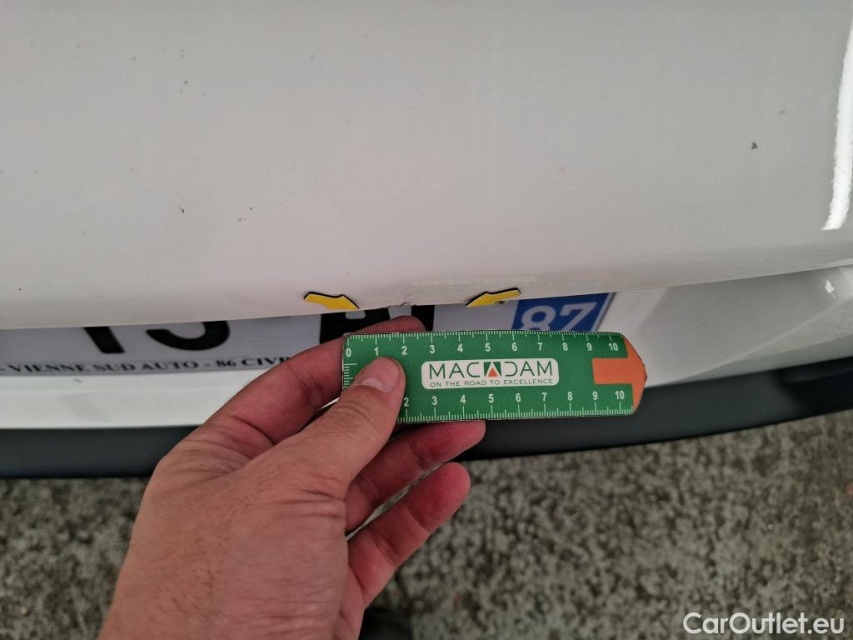 87
- VIENNE SUD AUTO - 86 CIV
0 1 2 3 4 5 6 7 8 9 10
MACADAM
ON THE ROAD TO EXCELLENCE
2 3 4 5 6 7 8 9 10
CarOutlet.eu